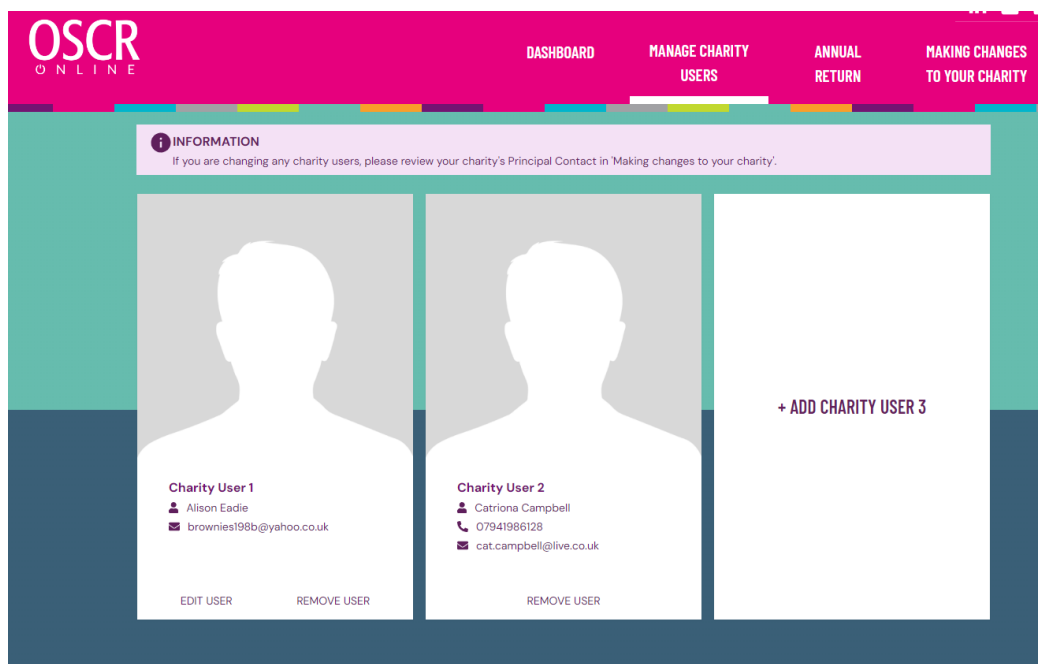 OSCR
ONLINE
DASHBOARD
MANAGE CHARITY
USERS
ANNUAL
RETURN
MAKING CHANGES
TO YOUR CHARITY
INFORMATION
If you are changing any charity users, please review your charity's Principal Contact in 'Making changes to your charity'.
Charity User 1
Alison Eadie
brownies198b@yahoo.co.uk
EDIT USER
REMOVE USER
Charity User 2
Catriona Campbell
07941986128
cat.campbell@live.co.uk
REMOVE USER
+ ADD CHARITY USER 3